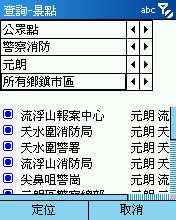 查詢-景點 abc
公眾點
警察消防
元朗
所有鄉鎮市區
流浮山報案中心 元朗 流
天水圍消防局 元朗 天
天水圍警署 元朗 天
流浮山消防局 元朗 流
尖鼻咀警崗 元朗 天
定位 取消